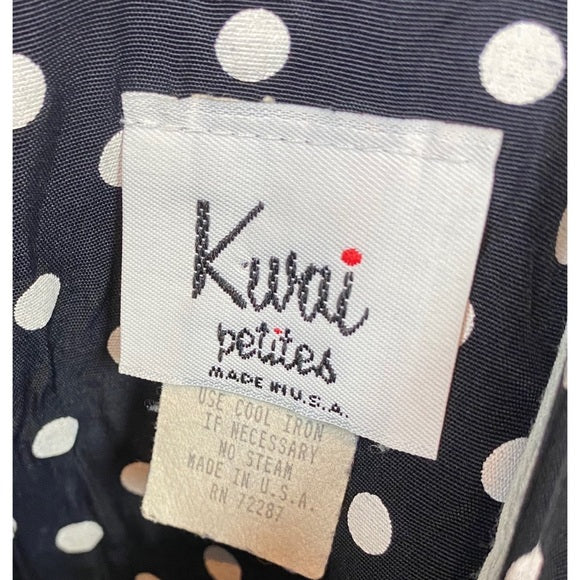 Kwai
petites
MADE IN U.S.A.
USE COOL IRON
IF NECESSARY
NO STEAM
MADE IN U.S.A.
RN 72287